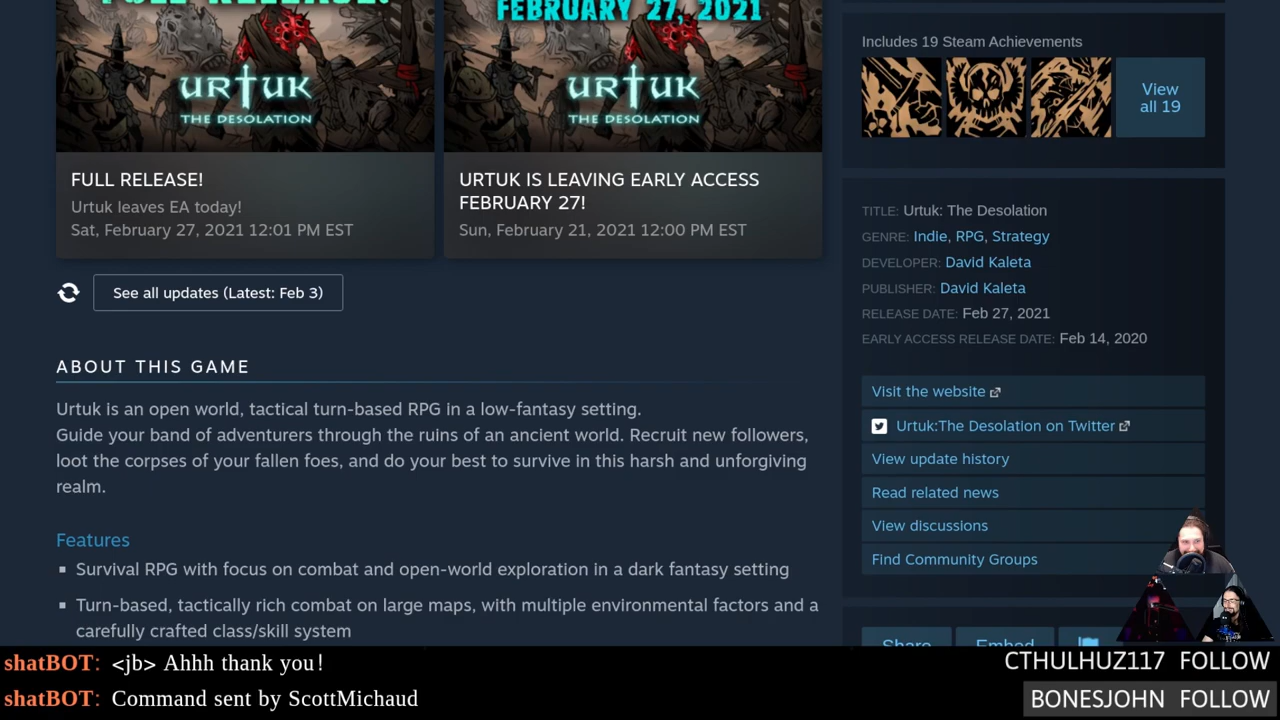 FULL RELEASE!
FEBRUARY 27, 2021
URTUK
THE DESOLATION
URTUK
THE DESOLATION
FULL RELEASE!
Urtuk leaves EA today!
Sat, February 27, 2021 12:01 PM EST
URTUK IS LEAVING EARLY ACCESS
FEBRUARY 27!
Sun, February 21, 2021 12:00 PM EST
See all updates (Latest: Feb 3)
ABOUT THIS GAME
Urtuk is an open world, tactical turn-based RPG in a low-fantasy setting.
Guide your band of adventurers through the ruins of an ancient world. Recruit new followers,
loot the corpses of your fallen foes, and do your best to survive in this harsh and unforgiving
realm.
Features
▪ Survival RPG with focus on combat and open-world exploration in a dark fantasy setting
▪ Turn-based, tactically rich combat on large maps, with multiple environmental factors and a
carefully crafted class/skill system
Includes 19 Steam Achievements
View
all 19
TITLE: Urtuk: The Desolation
GENRE: Indie, RPG, Strategy
DEVELOPER: David Kaleta
PUBLISHER: David Kaleta
RELEASE DATE: Feb 27, 2021
EARLY ACCESS RELEASE DATE: Feb 14, 2020
Visit the website
Urtuk:The Desolation on Twitter
View update history
Read related news
View discussions
Find Community Groups
Share
Embed
shatBOT: <jb> Ahhh thank you!
shatBOT: Command sent by ScottMichaud
CTHULHUZ117 FOLLOW
BONESJOHN FOLLOW